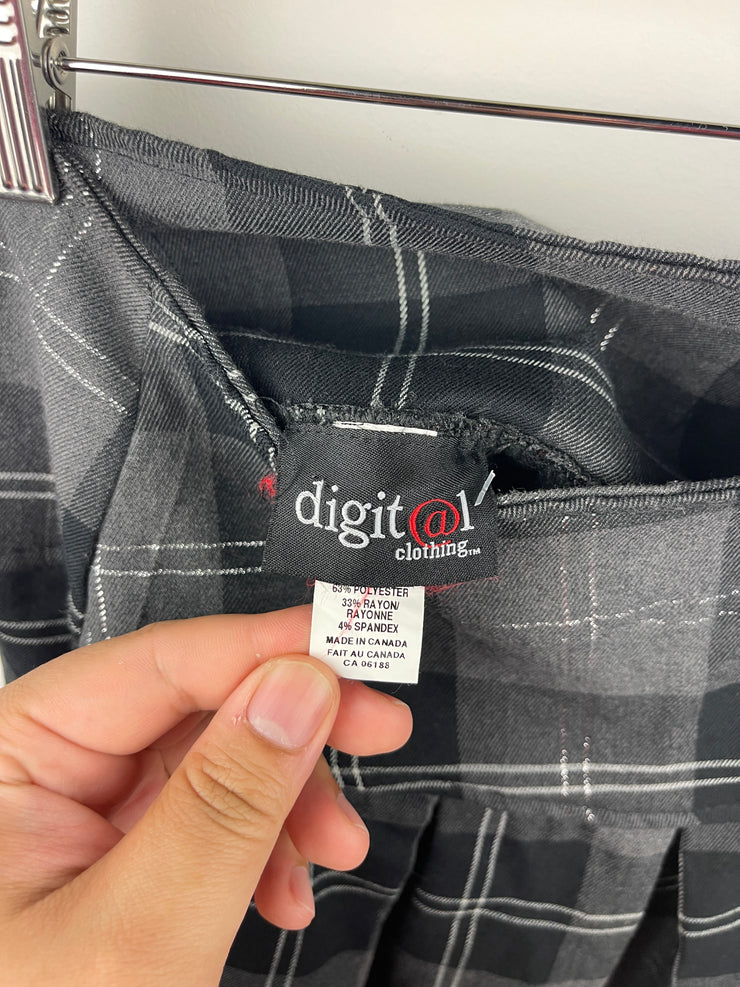 digit@l
clothing™
63% POLYESTER
33% RAYON/
RAYONNE
4% SPANDEX
MADE IN CANADA
FAIT AU CANADA
CA 06188